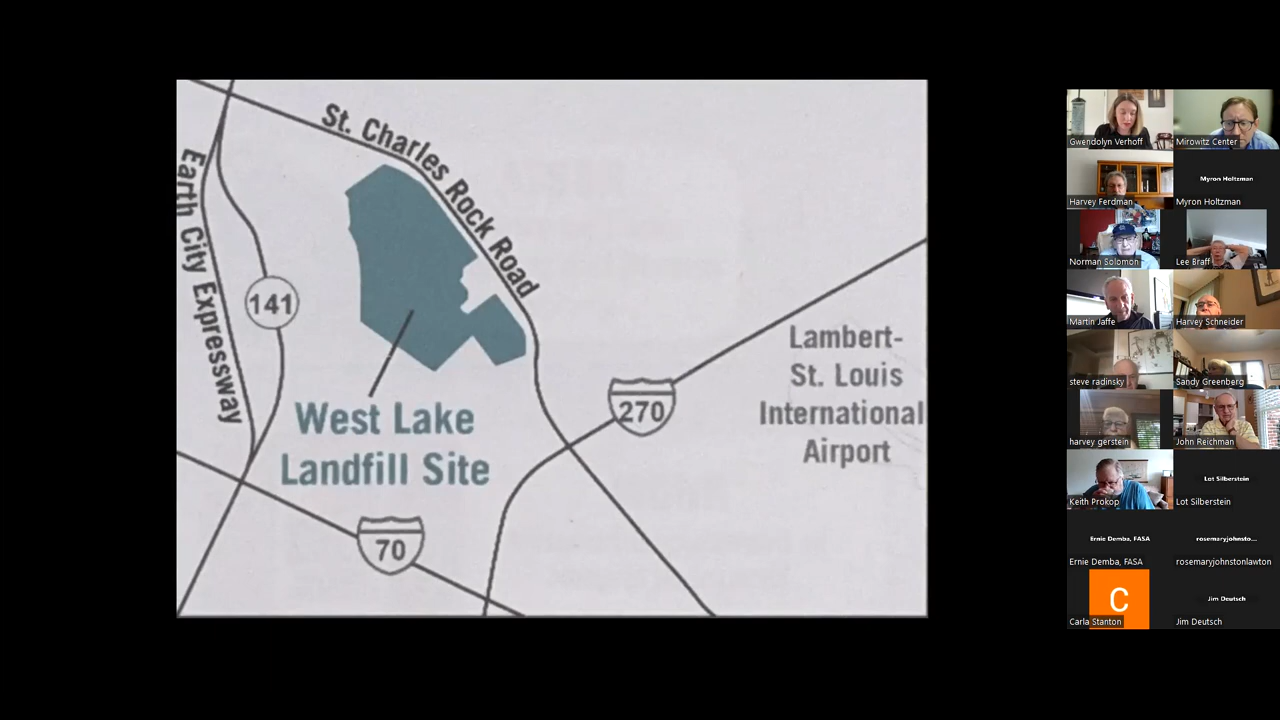 St. Charles Rock Road
Earth City Expressway
141
West Lake
Landfill Site
270
70
Lambert-
St. Louis
International
Airport
Gwendolyn Verhoff
Mirowitz Center
Harvey Ferdman
Myron Holtzman
Myron Holtzman
Norman Solomon
Lee Braff
Martin Jaffe
Harvey Schneider
steve radinsky
Sandy Greenberg
harvey gerstein
John Reichman
Keith Prokop
Lot Silberstein
Lot Silberstein
Ernie Demba, FASA
rosemaryjohnsto...
Ernie Demba, FASA
rosemaryjohnstonlawton
C
Jim Deutsch
Carla Stanton
Jim Deutsch